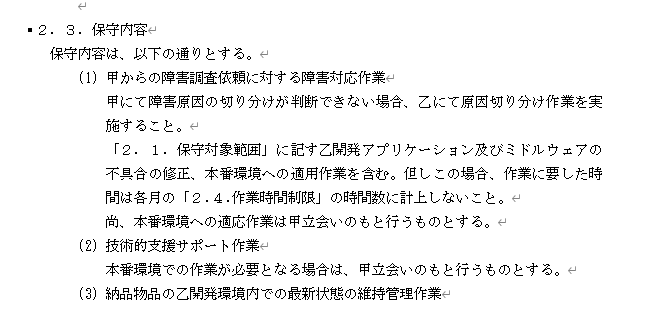 ２．３．保守内容
保守内容は、以下の通りとする。
(1) 甲からの障害調査依頼に対する障害対応作業
甲にて障害原因の切り分けが判断できない場合、乙にて原因切り分け作業を実
施すること。
「２．１．保守対象範囲」に記す乙開発アプリケーション及びミドルウェアの
不具合の修正、本番環境への適用作業を含む。但しこの場合、作業に要した時
間は各月の「２.４.作業時間制限」の時間数に計上しないこと。
尚、本番環境への適応作業は甲立会いのもと行うものとする。
(2) 技術的支援サポート作業
本番環境での作業が必要となる場合は、甲立会いのもと行うものとする。
(3) 納品物品の乙開発環境内での最新状態の維持管理作業